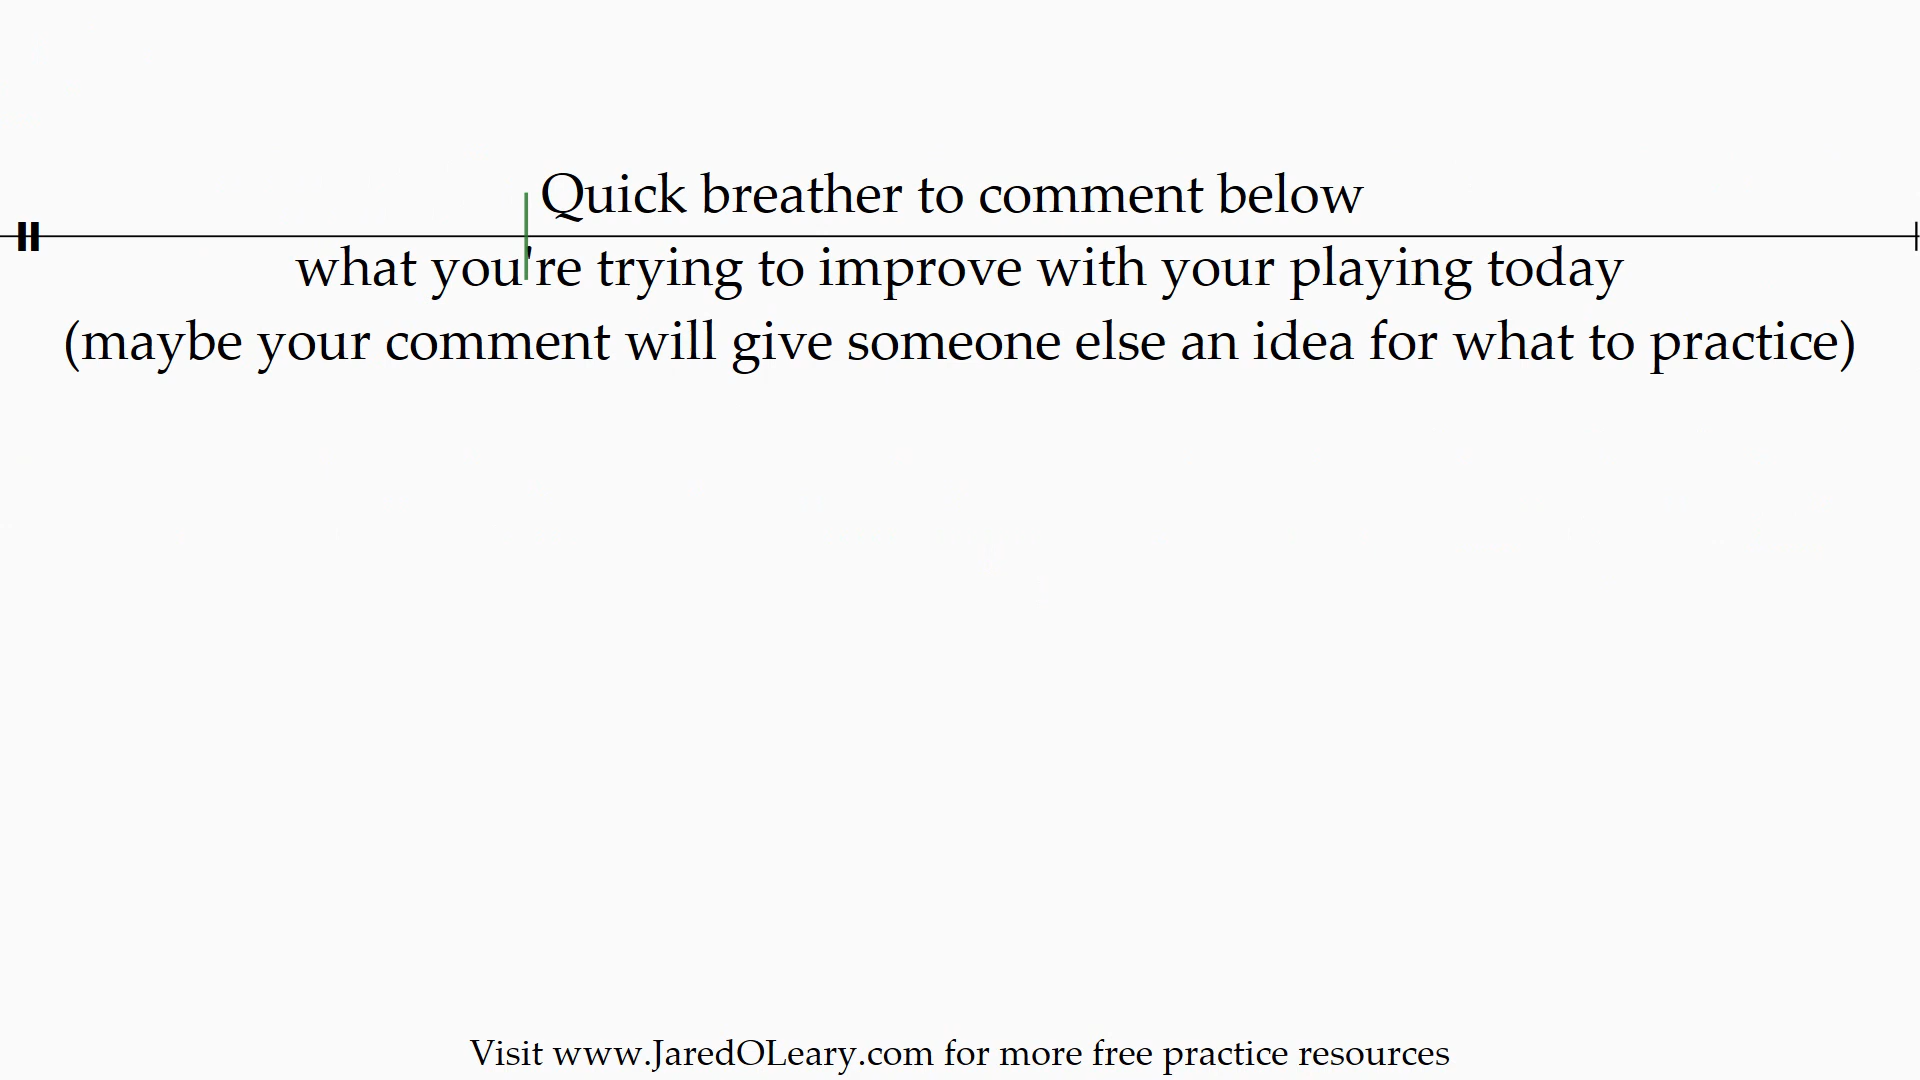 Quick breather to comment below
what you're trying to improve with your playing today
(maybe your comment will give someone else an idea for what to practice)
Visit www.JaredOLeary.com for more free practice resources